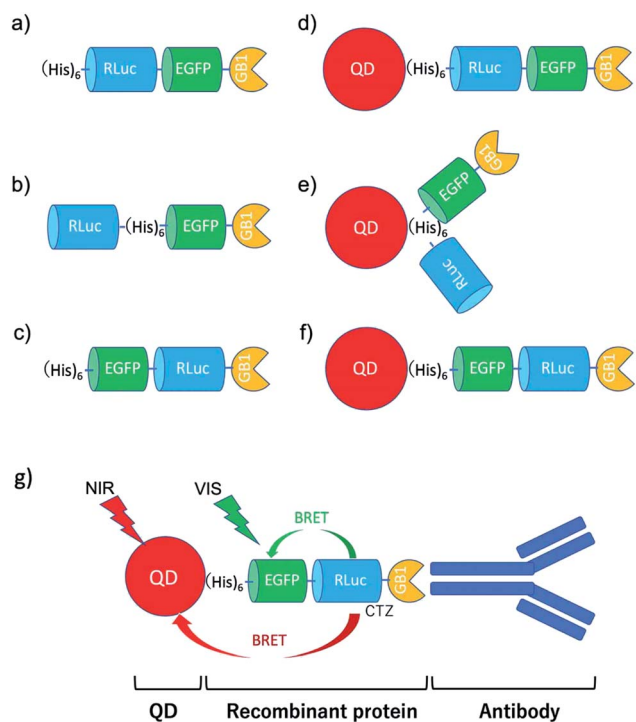 a)
(His)6 RLuc EGFP GB1
b)
RLuc (His)6 EGFP GB1
c)
(His)6 EGFP RLuc GB1
d)
QD (His)6 RLuc EGFP GB1
e)
QD (His)6 EGFP GB1
RLuc
f)
QD (His)6 EGFP RLuc GB1
g)
NIR VIS
BRET
QD (His)6 EGFP RLuc GB1
CTZ
BRET
QD Recombinant protein Antibody